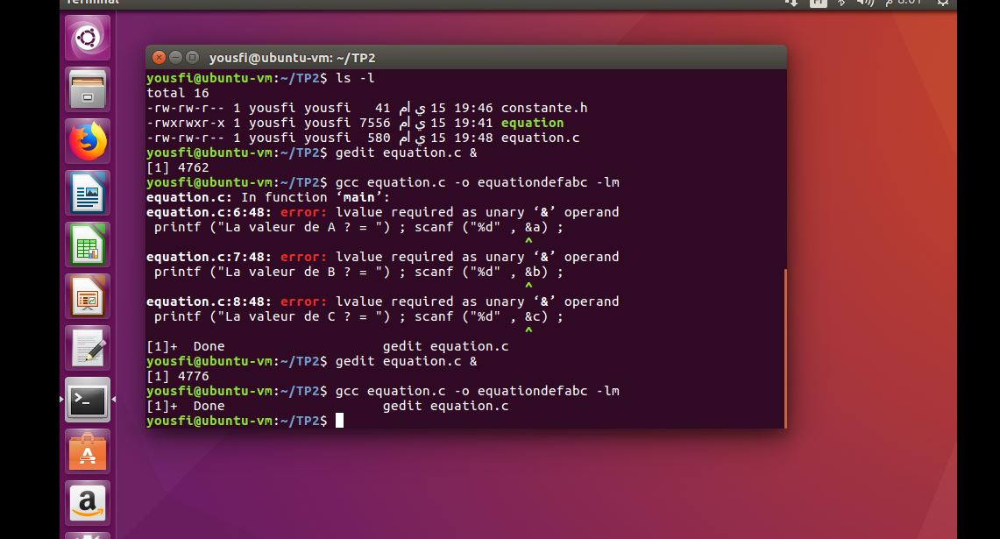 Terminal
yousfi@ubuntu-vm: ~/TP2
yousfi@ubuntu-vm:~/TP2$ ls -l
total 16
-rw-rw-r-- 1 yousfi yousfi   41 15 ي أم 19:46 constante.h
-rwxrwxr-x 1 yousfi yousfi 7556 15 ي أم 19:41 equation
-rw-rw-r-- 1 yousfi yousfi  580 15 ي أم 19:48 equation.c
yousfi@ubuntu-vm:~/TP2$ gedit equation.c &
[1] 4762
yousfi@ubuntu-vm:~/TP2$ gcc equation.c -o equationdefabc -lm
equation.c: In function ‘main’:
equation.c:6:48: error: lvalue required as unary ‘&’ operand
 printf ("La valeur de A ? = ") ; scanf ("%d" , &a) ;
^
equation.c:7:48: error: lvalue required as unary ‘&’ operand
 printf ("La valeur de B ? = ") ; scanf ("%d" , &b) ;
^
equation.c:8:48: error: lvalue required as unary ‘&’ operand
 printf ("La valeur de C ? = ") ; scanf ("%d" , &c) ;
^
[1]+  Done                    gedit equation.c
yousfi@ubuntu-vm:~/TP2$ gedit equation.c &
[1] 4776
yousfi@ubuntu-vm:~/TP2$ gcc equation.c -o equationdefabc -lm
[1]+  Done                    gedit equation.c
yousfi@ubuntu-vm:~/TP2$